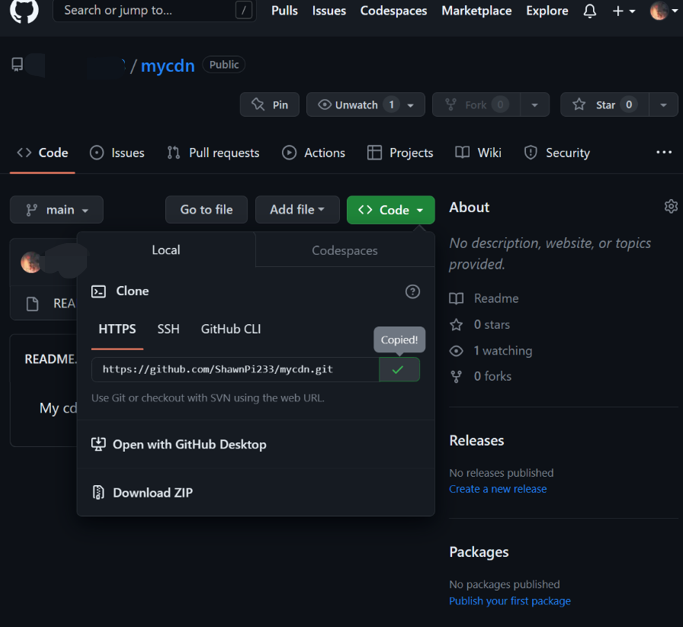 Search or jump to...
/
Pulls Issues Codespaces Marketplace Explore
/ mycdn Public
Pin Unwatch 1 Fork 0 Star 0
Code Issues Pull requests Actions Projects Wiki Security
main Go to file Add file Code About
No description, website, or topics
provided.
Local Codespaces
Clone
HTTPS SSH GitHub CLI
Copied!
https://github.com/ShawnPi233/mycdn.git
Use Git or checkout with SVN using the web URL.
Open with GitHub Desktop
Download ZIP
REA
README.
My cd
Readme
0 stars
1 watching
0 forks
Releases
No releases published
Create a new release
Packages
No packages published
Publish your first package